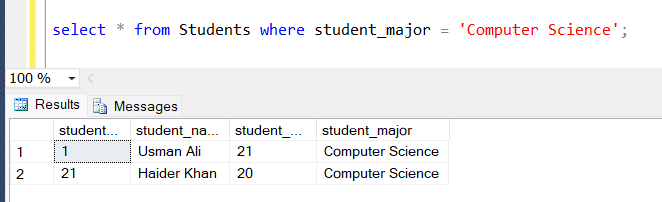 select * from Students where student_major = 'Computer Science';
100 %
Results Messages
student... student_na... student_... student_major
1 1 Usman Ali 21 Computer Science
2 21 Haider Khan 20 Computer Science